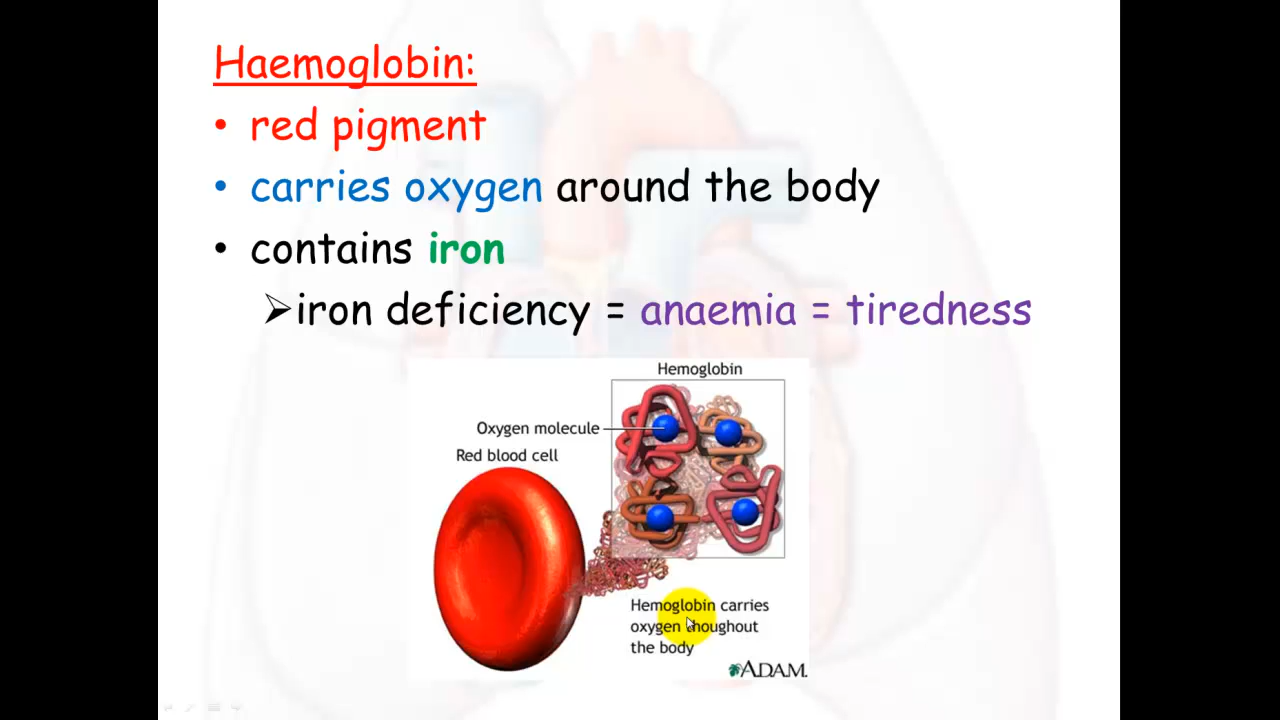 Haemoglobin:
• red pigment
• carries oxygen around the body
• contains iron
➢iron deficiency = anaemia = tiredness
Hemoglobin
Oxygen molecule
Red blood cell
Hemoglobin carries
oxygen thoughout
the body
ADAM.